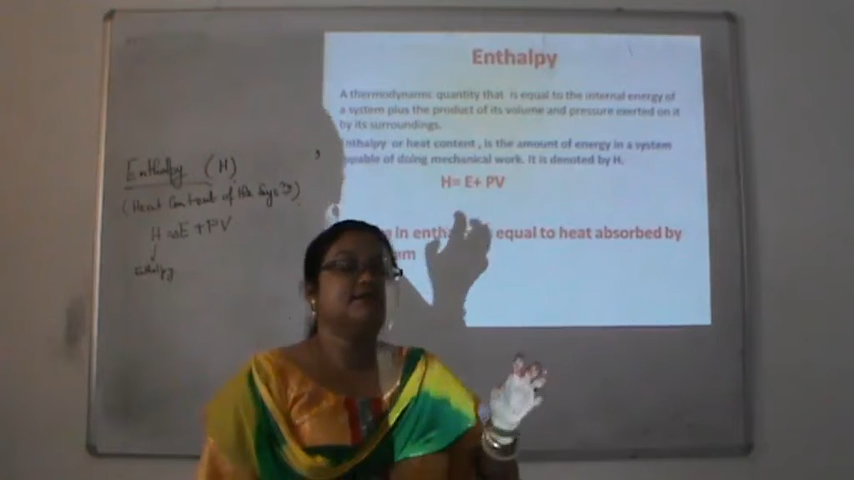 Enthalpy
A thermodynamic quantity that is equal to the internal energy of
a system plus the product of its volume and pressure exerted on it
by its surroundings.
Enthalpy or heat content , is the amount of energy in a system
capable of doing mechanical work. It is denoted by H.
H= E+ PV
in equal to heat absorbed by
Enthalpy (H)
(Heat Content of the
H = E + PV
Enthalpy